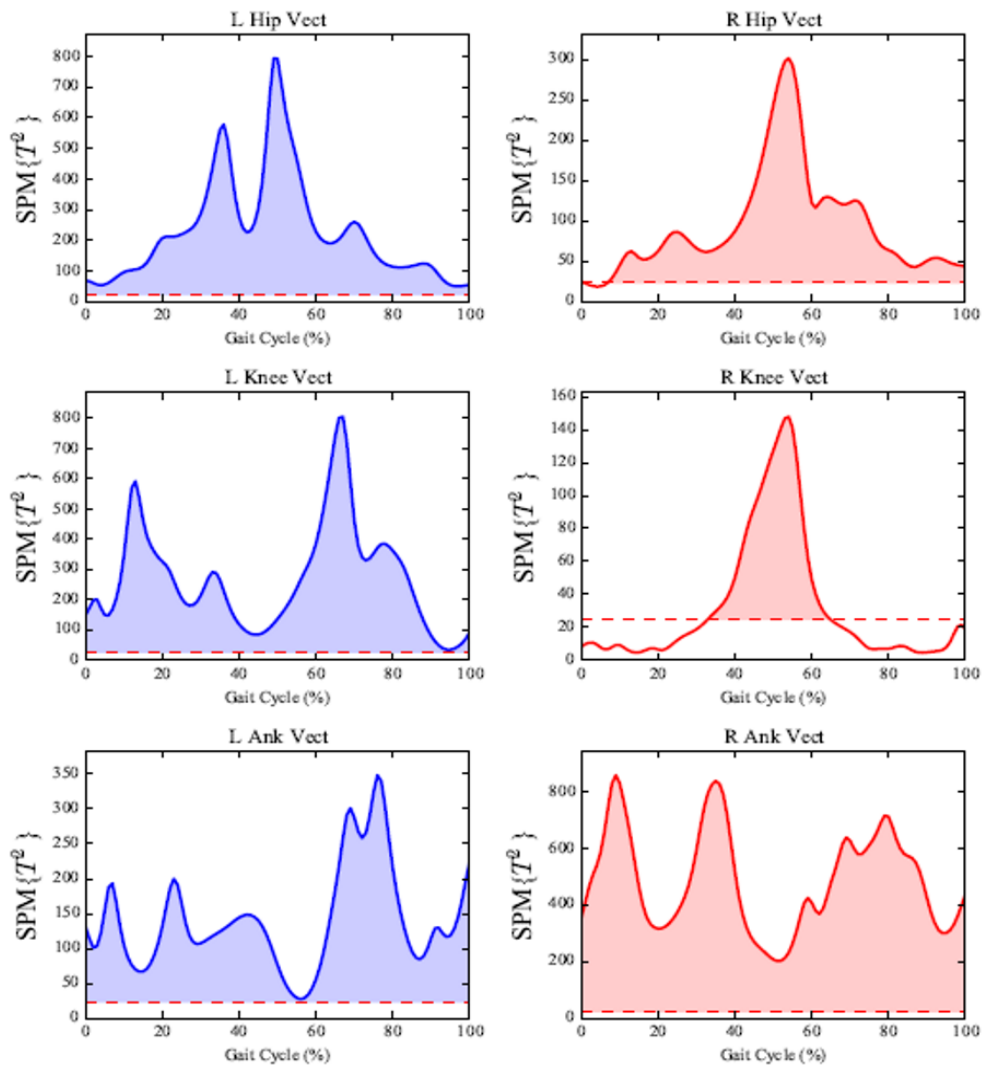 L Hip Vect
SPM{T²}
800
700
600
500
400
300
200
100
0
0 20 40 60 80 100
Gait Cycle (%)
R Hip Vect
SPM{T²}
300
250
200
150
100
50
0
0 20 40 60 80 100
Gait Cycle (%)
L Knee Vect
SPM{T²}
800
700
600
500
400
300
200
100
0
0 20 40 60 80 100
Gait Cycle (%)
R Knee Vect
SPM{T²}
160
140
120
100
80
60
40
20
0
0 20 40 60 80 100
Gait Cycle (%)
L Ank Vect
SPM{T²}
350
300
250
200
150
100
50
0
0 20 40 60 80 100
Gait Cycle (%)
R Ank Vect
SPM{T²}
800
600
400
200
0
0 20 40 60 80 100
Gait Cycle (%)